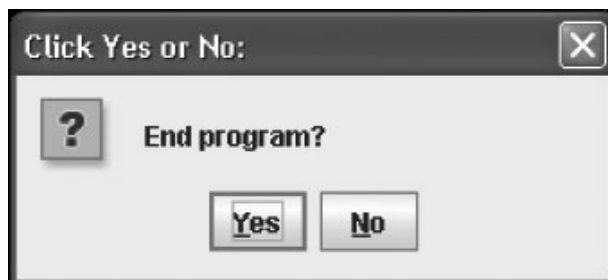 Click Yes or No:
?
End program?
Yes No